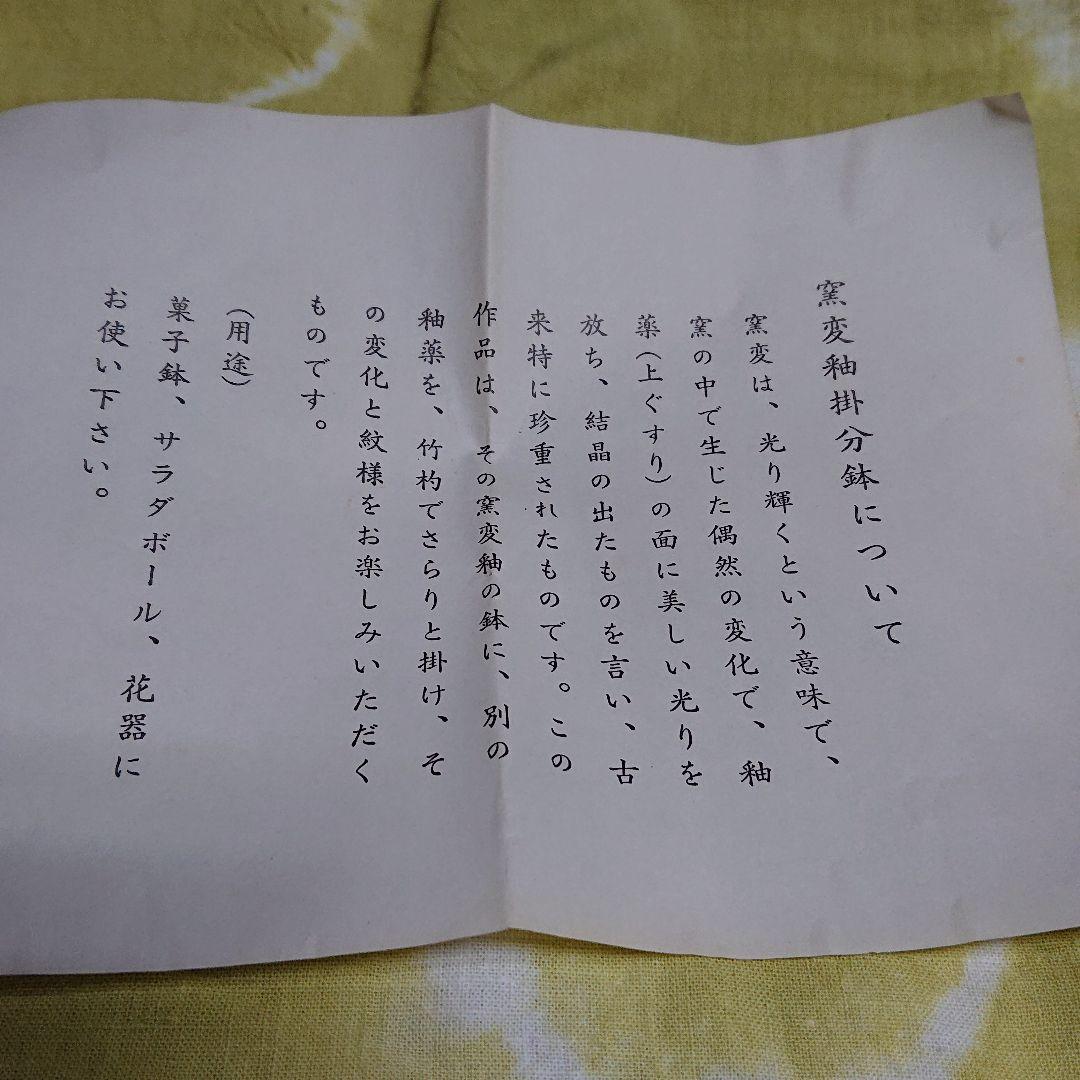 窯変釉掛分鉢について
窯変は、光り輝くという意味で、
窯の中で生じた偶然の変化で、釉
薬(上ぐすり)の面に美しい光りを
放ち、結晶の出たものを言い、古
来特に珍重されたものです。この
作品は、その窯変釉の鉢に、別の
釉薬を、竹杓でさらりと掛け、そ
の変化と紋様をお楽しみいただく
ものです。
(用途)
菓子鉢、サラダボール、花器に
お使い下さい。